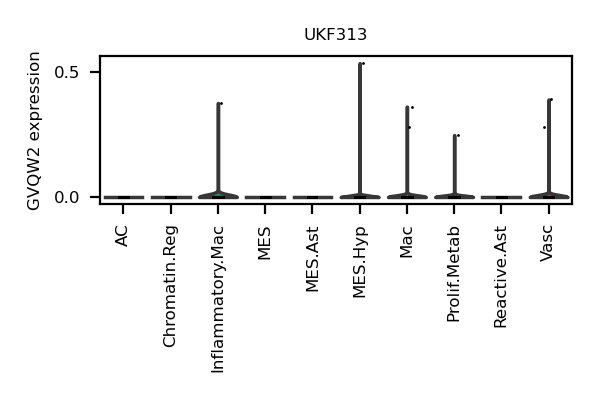 UKF313
GVQW2 expression
0.5
0.0
AC
Chromatin.Reg
Inflammatory.Mac
MES
MES.Ast
MES.Hyp
Mac
Prolif.Metab
Reactive.Ast
Vasc